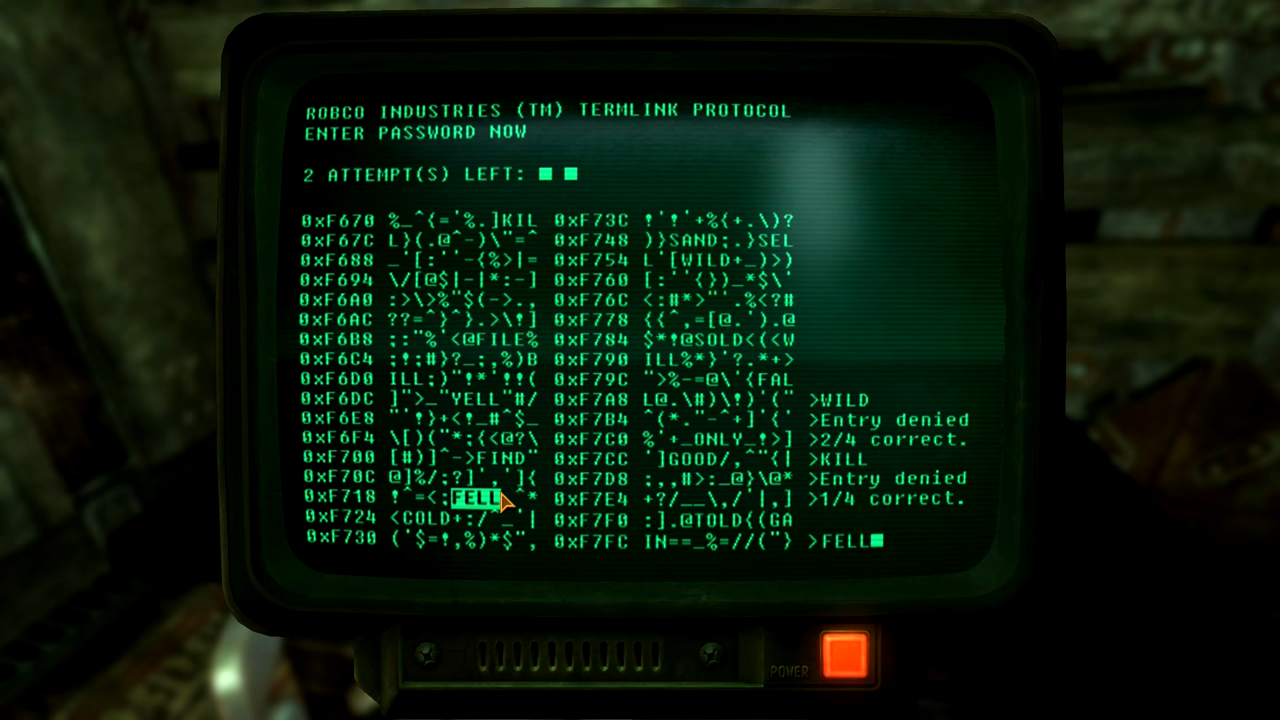 ROBCO INDUSTRIES (TM) TERMLINK PROTOCOL
ENTER PASSWORD NOW
2 ATTEMPT(S) LEFT:
0xF670 %_^{='%.]KIL 0xF73C !'!'+%{+.\)?
0xF67C L}(.@^-)\"=^ 0xF748 )}SAND;.}SEL
0xF688 _'[:''-{%>|= 0xF754 L'[WILD+_)>}
0xF694 \/[@$|-|*:-] 0xF760 [:''{})_*$\'
0xF6A0 :>\>%"$(->., 0xF76C <:#*>"'.%<?#
0xF6AC ??=^}^}.>\!] 0xF778 {{^,=[@.').@
0xF6B8 ;:"%'<@FILE% 0xF784 $*!@SOLD<(<W
0xF6C4 :!;#}?_:,%)B 0xF790 ILL%*}'?.*+>
0xF6D0 ILL;)"!*'!!( 0xF79C ">%-=@\'{FAL
0xF6DC ]">_"YELL"#/ 0xF7A8 L@.\#)\!)'("
0xF6E8 "'!}+<!_#^$_ 0xF7B4 ^(*."-^+]'{'
0xF6F4 \[)("*;{<@?\ 0xF7C0 %'+_ONLY_!>]
0xF700 [#)]^->FIND" 0xF7CC ']GOOD/,^"{|
0xF70C @]%/:?]',']{ 0xF7D8 :,,#>:_@}\@*
0xF718 !^=<:FELL ^* 0xF7E4 +?/__\,/'|,]
0xF724 <COLD+:/"_'| 0xF7F0 :].@TOLD{(GA
0xF730 ('$=!,%)*$", 0xF7FC IN==_%=//("}
>WILD
>Entry denied
>2/4 correct.
>KILL
>Entry denied
>1/4 correct.
>FELL
POWER